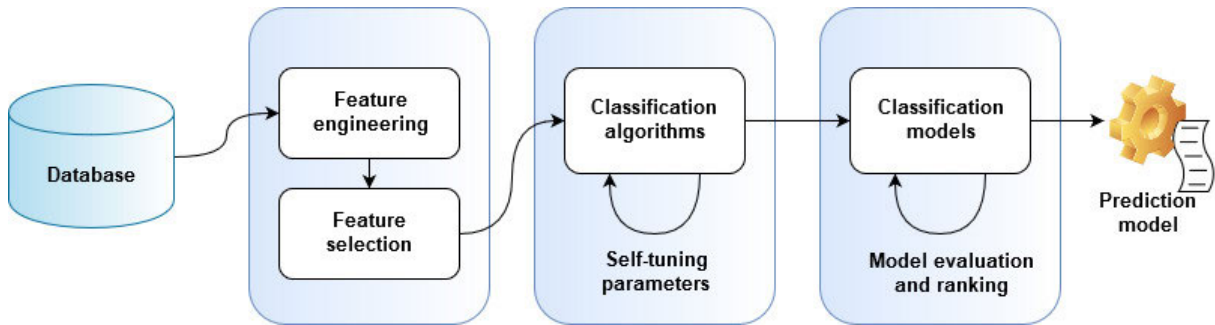 Database
Feature
engineering
Feature
selection
Classification
algorithms
Self-tuning
parameters
Classification
models
Model evaluation
and ranking
Prediction
model